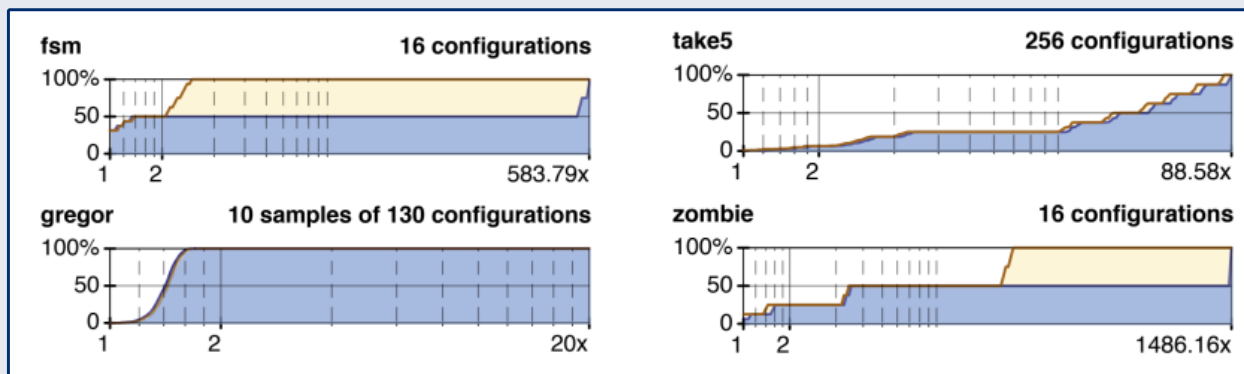 fsm 16 configurations
100%
50
0
1 2 583.79x
take5 256 configurations
100%
50
0
1 2 88.58x
gregor 10 samples of 130 configurations
100%
50
0
1 2 20x
zombie 16 configurations
100%
50
0
1 2 1486.16x